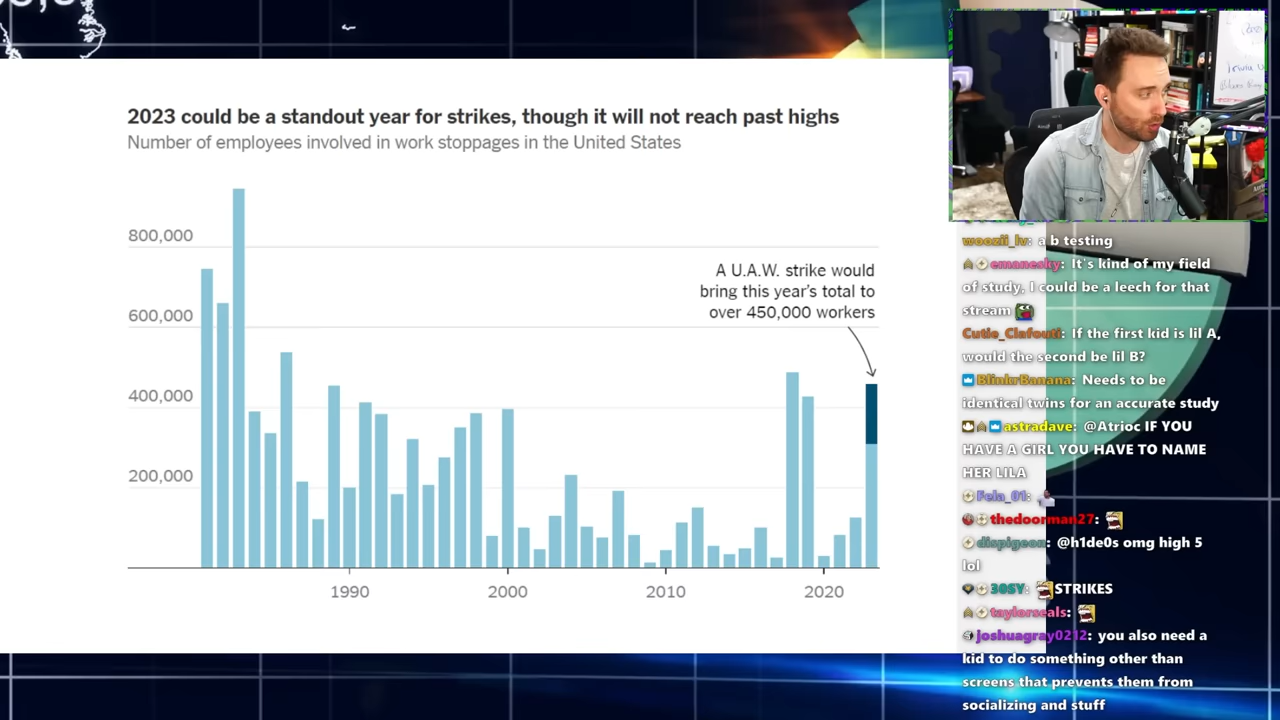 2023 could be a standout year for strikes, though it will not reach past highs
Number of employees involved in work stoppages in the United States
800,000
600,000
400,000
200,000
A U.A.W. strike would
bring this year's total to
over 450,000 workers
1990
2000
2010
2020
woozii_lv: a b testing
emanesky: It's kind of my field
of study, I could be a leech for that
stream
Cutie_Clafouti: If the first kid is lil A,
would the second be lil B?
BlinkrBanana: Needs to be
identical twins for an accurate study
astradave: @Atrioc IF YOU
HAVE A GIRL YOU HAVE TO NAME
HER LILA
Fela_01:
thedoorman27:
dispigeon: @h1de0s omg high 5
lol
30SY: STRIKES
taylorseals:
joshuagray0212: you also need a
kid to do something other than
screens that prevents them from
socializing and stuff